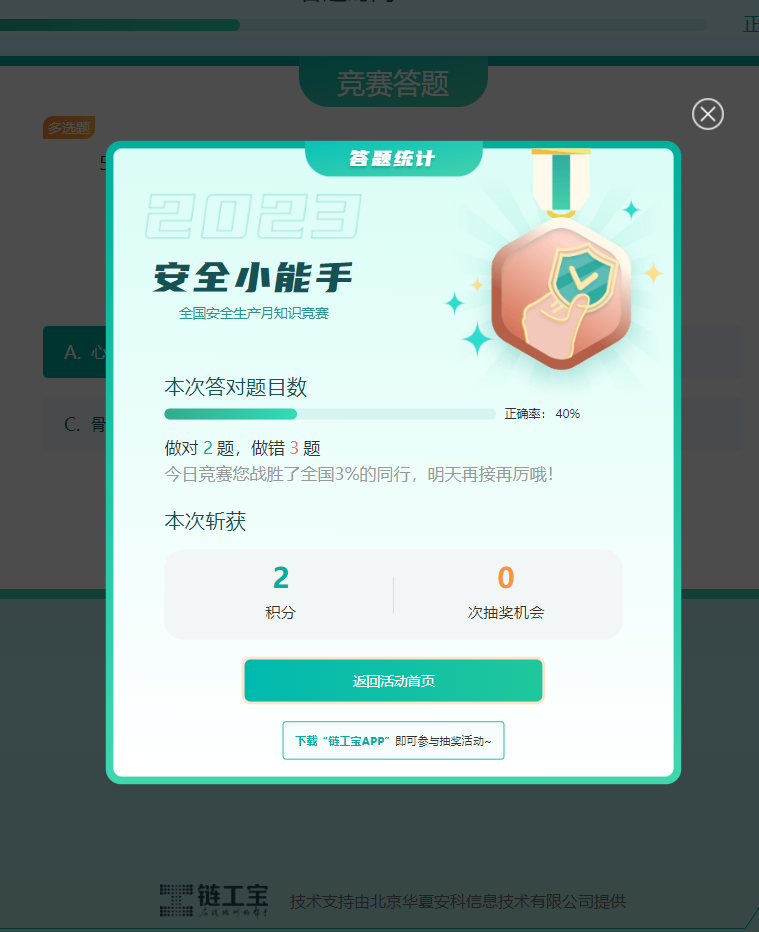 正
竞赛答题
多选题
5
答题统计
2023
安全小能手
全国安全生产月知识竞赛
A. 心
C. 骨
本次答对题目数
正确率： 40%
做对 2 题，做错 3 题
今日竞赛您战胜了全国3%的同行，明天再接再厉哦！
本次斩获
2
0
积分
次抽奖机会
返回活动首页
下载“链工宝APP”即可参与抽奖活动~
链工宝
技术支持由北京华夏安科信息技术有限公司提供